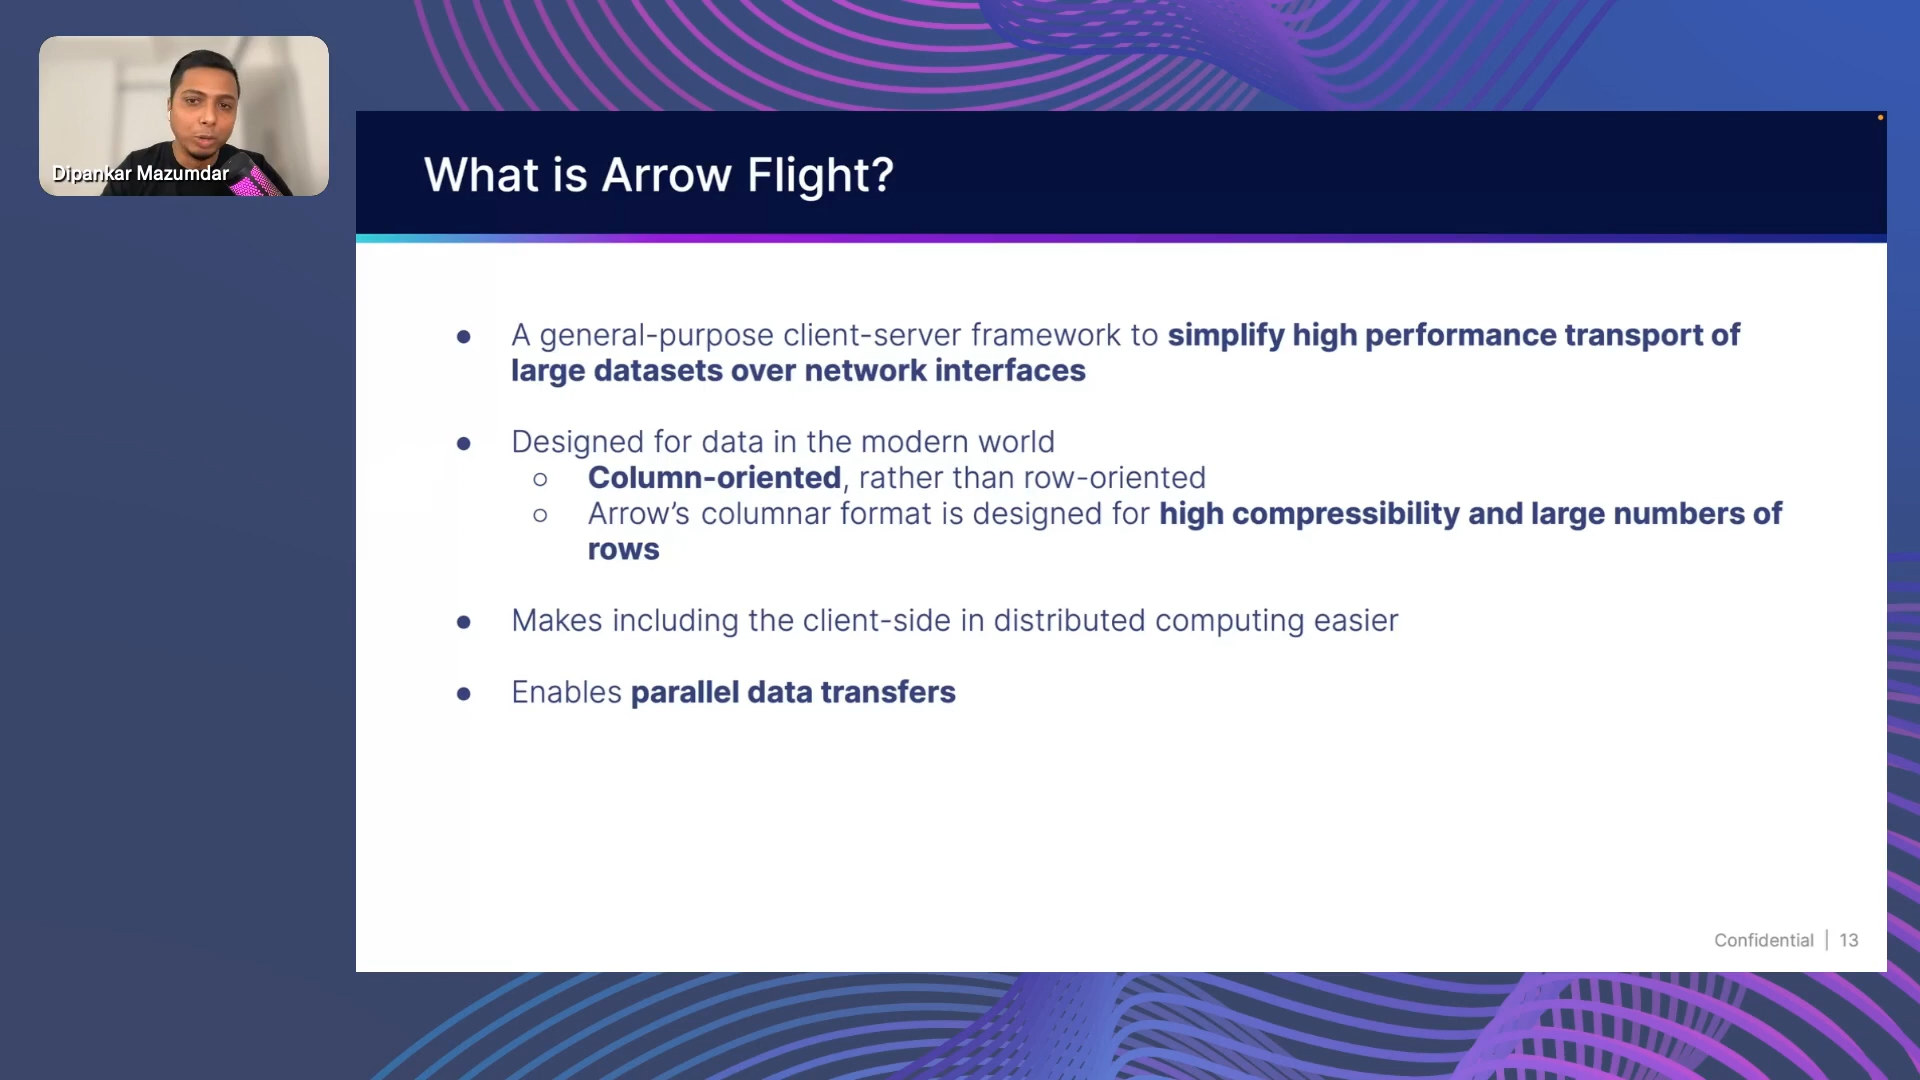 Dipankar Mazumdar
What is Arrow Flight?
● A general-purpose client-server framework to simplify high performance transport of
large datasets over network interfaces
● Designed for data in the modern world
○ Column-oriented, rather than row-oriented
○ Arrow’s columnar format is designed for high compressibility and large numbers of
rows
● Makes including the client-side in distributed computing easier
● Enables parallel data transfers
Confidential | 13